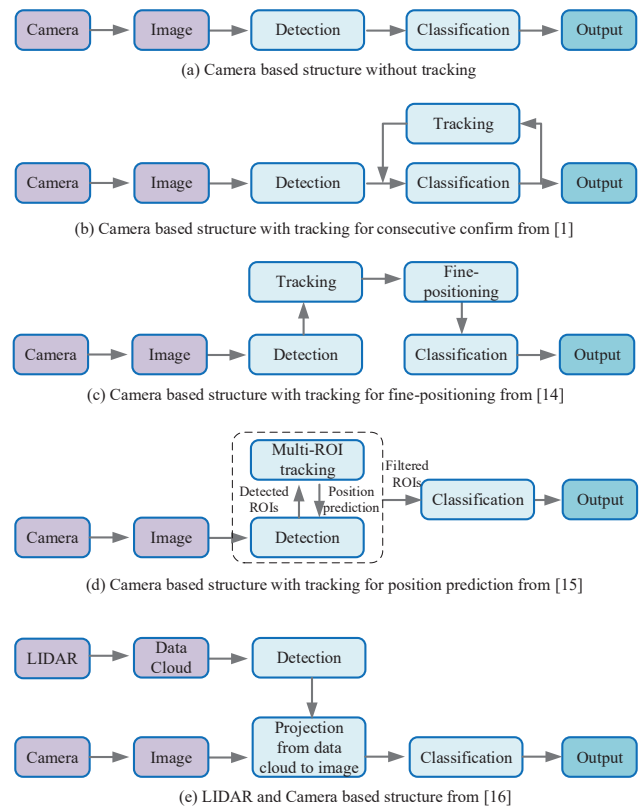 Camera
Image
Detection
Classification
Output
(a) Camera based structure without tracking
Tracking
Camera
Image
Detection
Classification
Output
(b) Camera based structure with tracking for consecutive confirm from [1]
Tracking
Fine-
positioning
Camera
Image
Detection
Classification
Output
(c) Camera based structure with tracking for fine-positioning from [14]
Multi-ROI
tracking
Detected
ROIs
Position
prediction
Filtered
ROIs
Camera
Image
Detection
Classification
Output
(d) Camera based structure with tracking for position prediction from [15]
LIDAR
Data
Cloud
Detection
Camera
Image
Projection
from data
cloud to image
Classification
Output
(e) LIDAR and Camera based structure from [16]